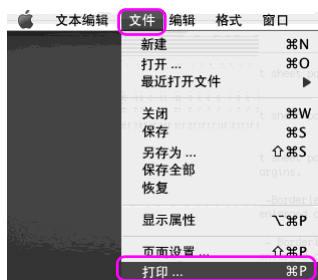 文本编辑 文件 编辑 格式 窗口
新建 ⌘N
打开 ... ⌘O
最近打开文件 ▶
关闭 ⌘W
保存 ⌘S
另存为 ... ⇧⌘S
保存全部
恢复
显示属性 ⌥⌘P
页面设置 ... ⇧⌘P
打印 ... ⌘P